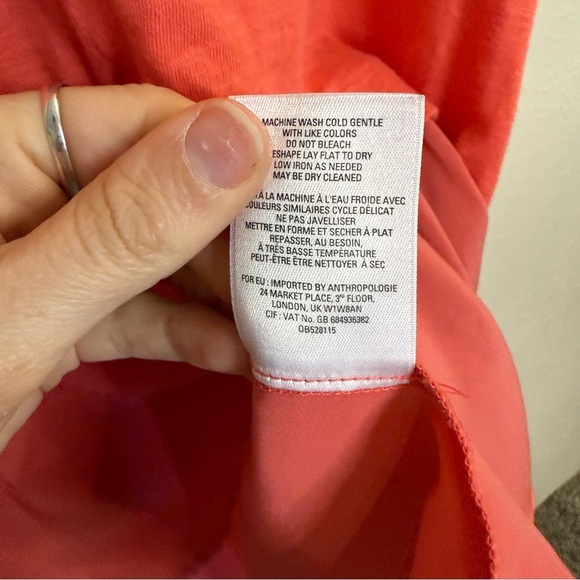 MACHINE WASH COLD GENTLE
WITH LIKE COLORS
DO NOT BLEACH
RESHAPE LAY FLAT TO DRY
LOW IRON AS NEEDED
MAY BE DRY CLEANED
À LA MACHINE À L'EAU FROIDE AVEC
COULEURS SIMILAIRES CYCLE DÉLICAT
NE PAS JAVELLISER
METTRE EN FORME ET SECHER À PLAT
REPASSER, AU BESOIN,
À TRÈS BASSE TEMPÉRATURE
PEUT-ÊTRE ÊTRE NETTOYER À SEC
FOR EU : IMPORTED BY ANTHROPOLOGIE
24 MARKET PLACE, 3RD FLOOR,
LONDON, UK W1W8AN
CIF : VAT No. GB 684936382
OB528115